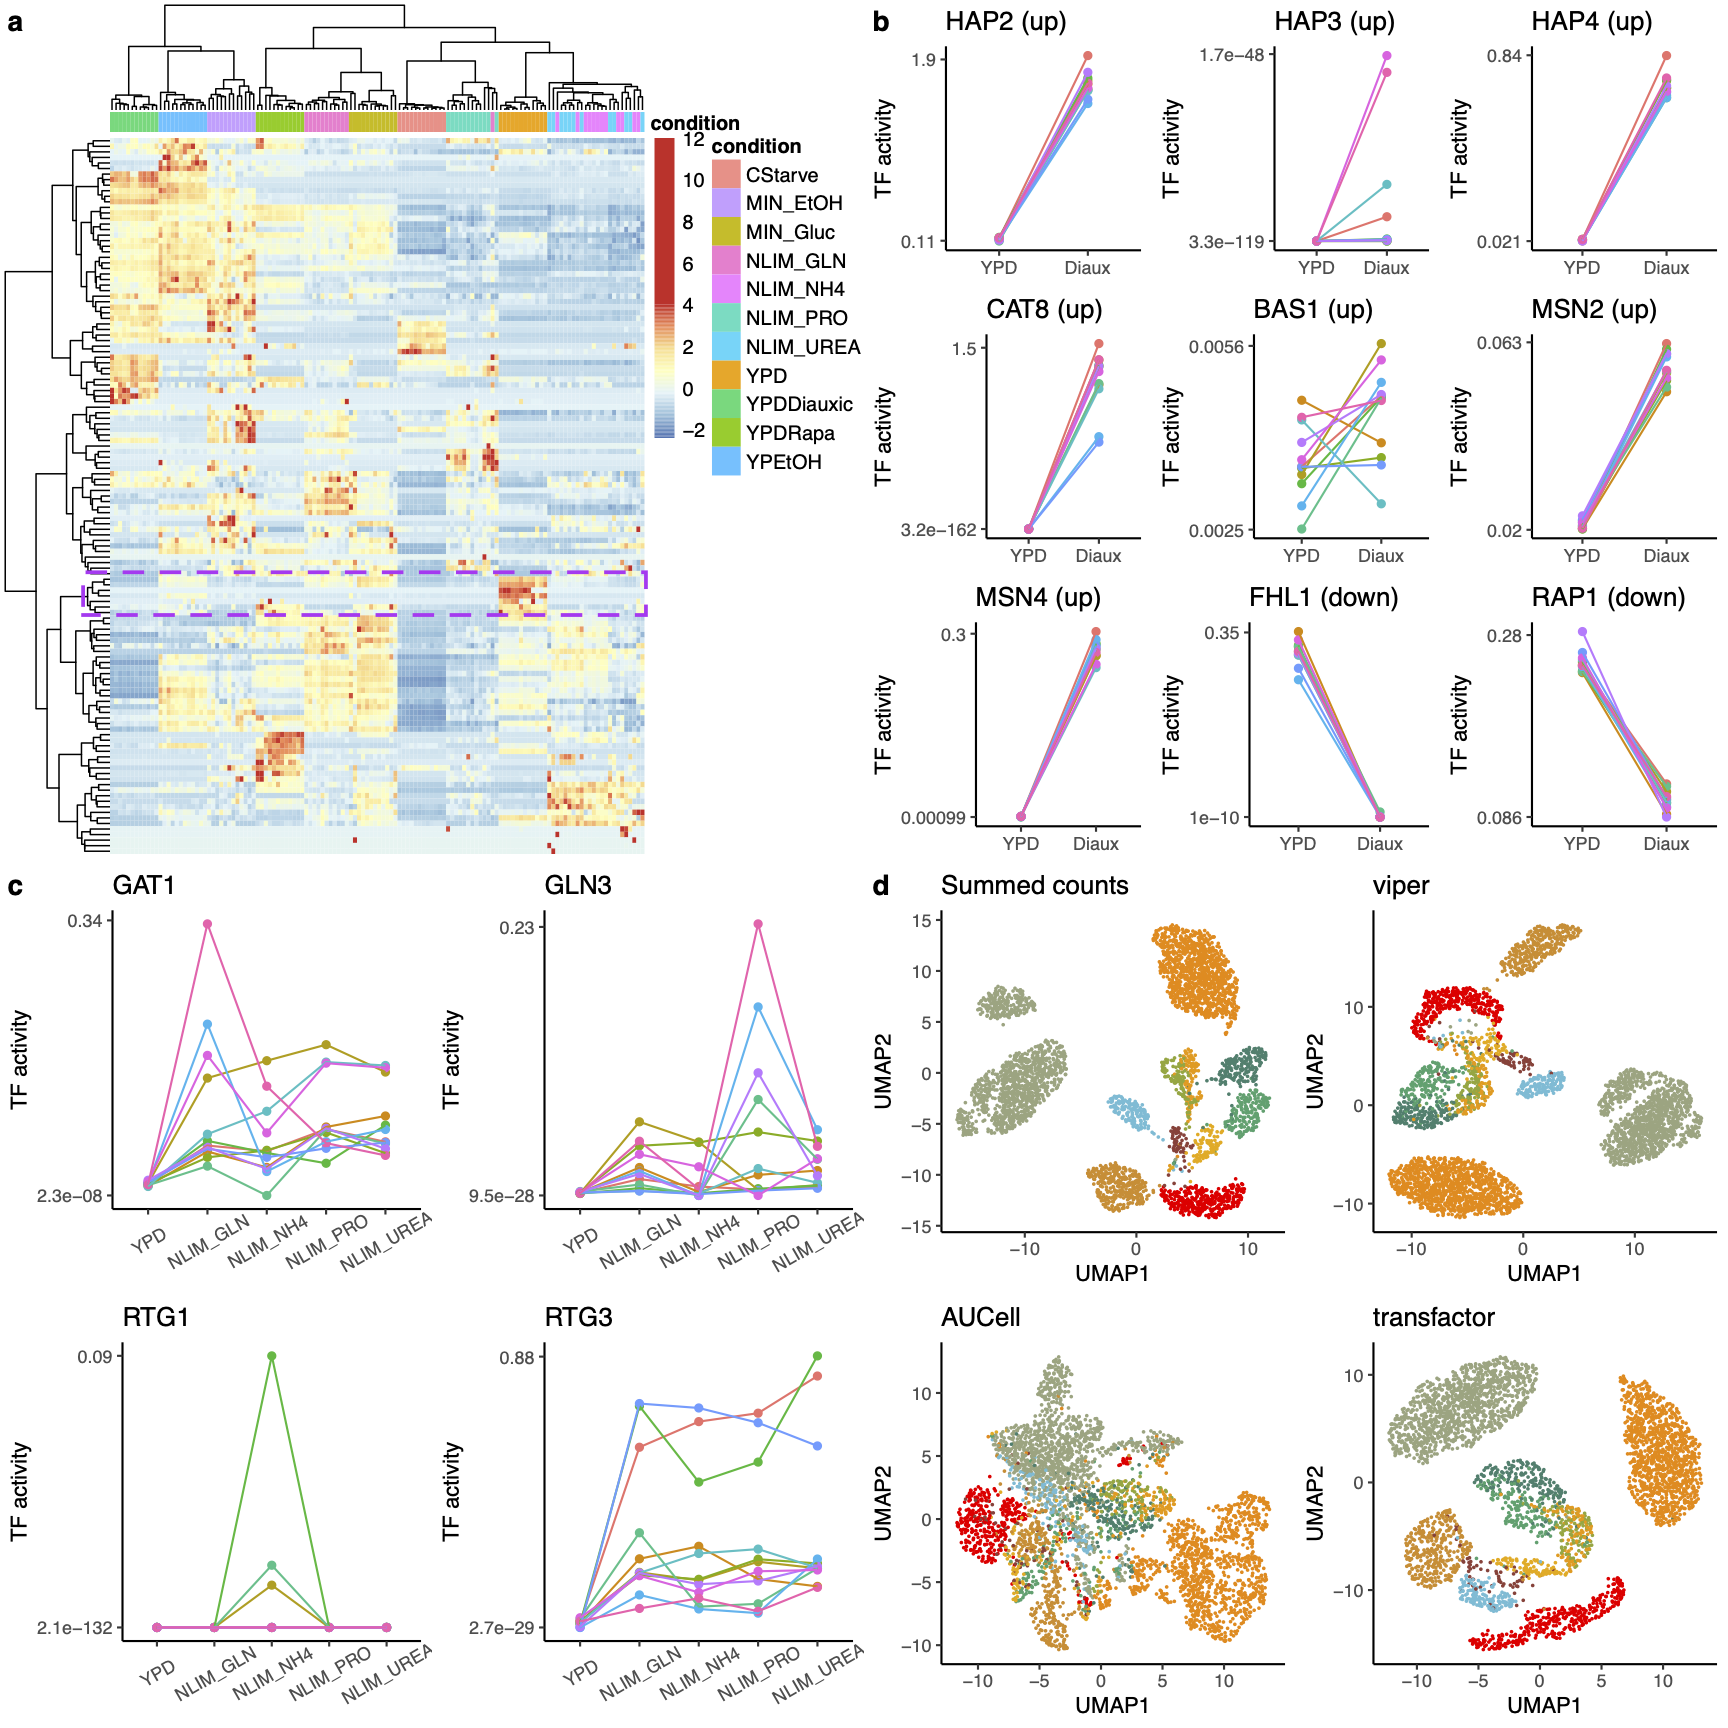 a
condition
12
10
8
6
4
2
0
−2
condition
CStarve
MIN_EtOH
MIN_Gluc
NLIM_GLN
NLIM_NH4
NLIM_PRO
NLIM_UREA
YPD
YPDDiauxic
YPDRapa
YPEtOH
b
HAP2 (up)
1.9
0.11
TF activity
YPD
Diaux
HAP3 (up)
1.7e−48
3.3e−119
TF activity
YPD
Diaux
HAP4 (up)
0.84
0.021
TF activity
YPD
Diaux
CAT8 (up)
1.5
3.2e−162
TF activity
YPD
Diaux
BAS1 (up)
0.0056
0.0025
TF activity
YPD
Diaux
MSN2 (up)
0.063
0.02
TF activity
YPD
Diaux
MSN4 (up)
0.3
0.00099
TF activity
YPD
Diaux
FHL1 (down)
0.35
1e−10
TF activity
YPD
Diaux
RAP1 (down)
0.28
0.086
TF activity
YPD
Diaux
c
GAT1
0.34
2.3e−08
TF activity
YPD
NLIM_GLN
NLIM_NH4
NLIM_PRO
NLIM_UREA
GLN3
0.23
9.5e−28
TF activity
YPD
NLIM_GLN
NLIM_NH4
NLIM_PRO
NLIM_UREA
RTG1
0.09
2.1e−132
TF activity
YPD
NLIM_GLN
NLIM_NH4
NLIM_PRO
NLIM_UREA
RTG3
0.88
2.7e−29
TF activity
YPD
NLIM_GLN
NLIM_NH4
NLIM_PRO
NLIM_UREA
d
Summed counts
15
10
5
0
−5
−10
−15
UMAP2
−10
0
10
UMAP1
viper
10
0
−10
UMAP2
−10
0
10
UMAP1
AUCell
10
5
0
−5
−10
UMAP2
−10
−5
0
5
10
UMAP1
transfactor
10
0
−10
UMAP2
−10
−5
0
5
10
UMAP1